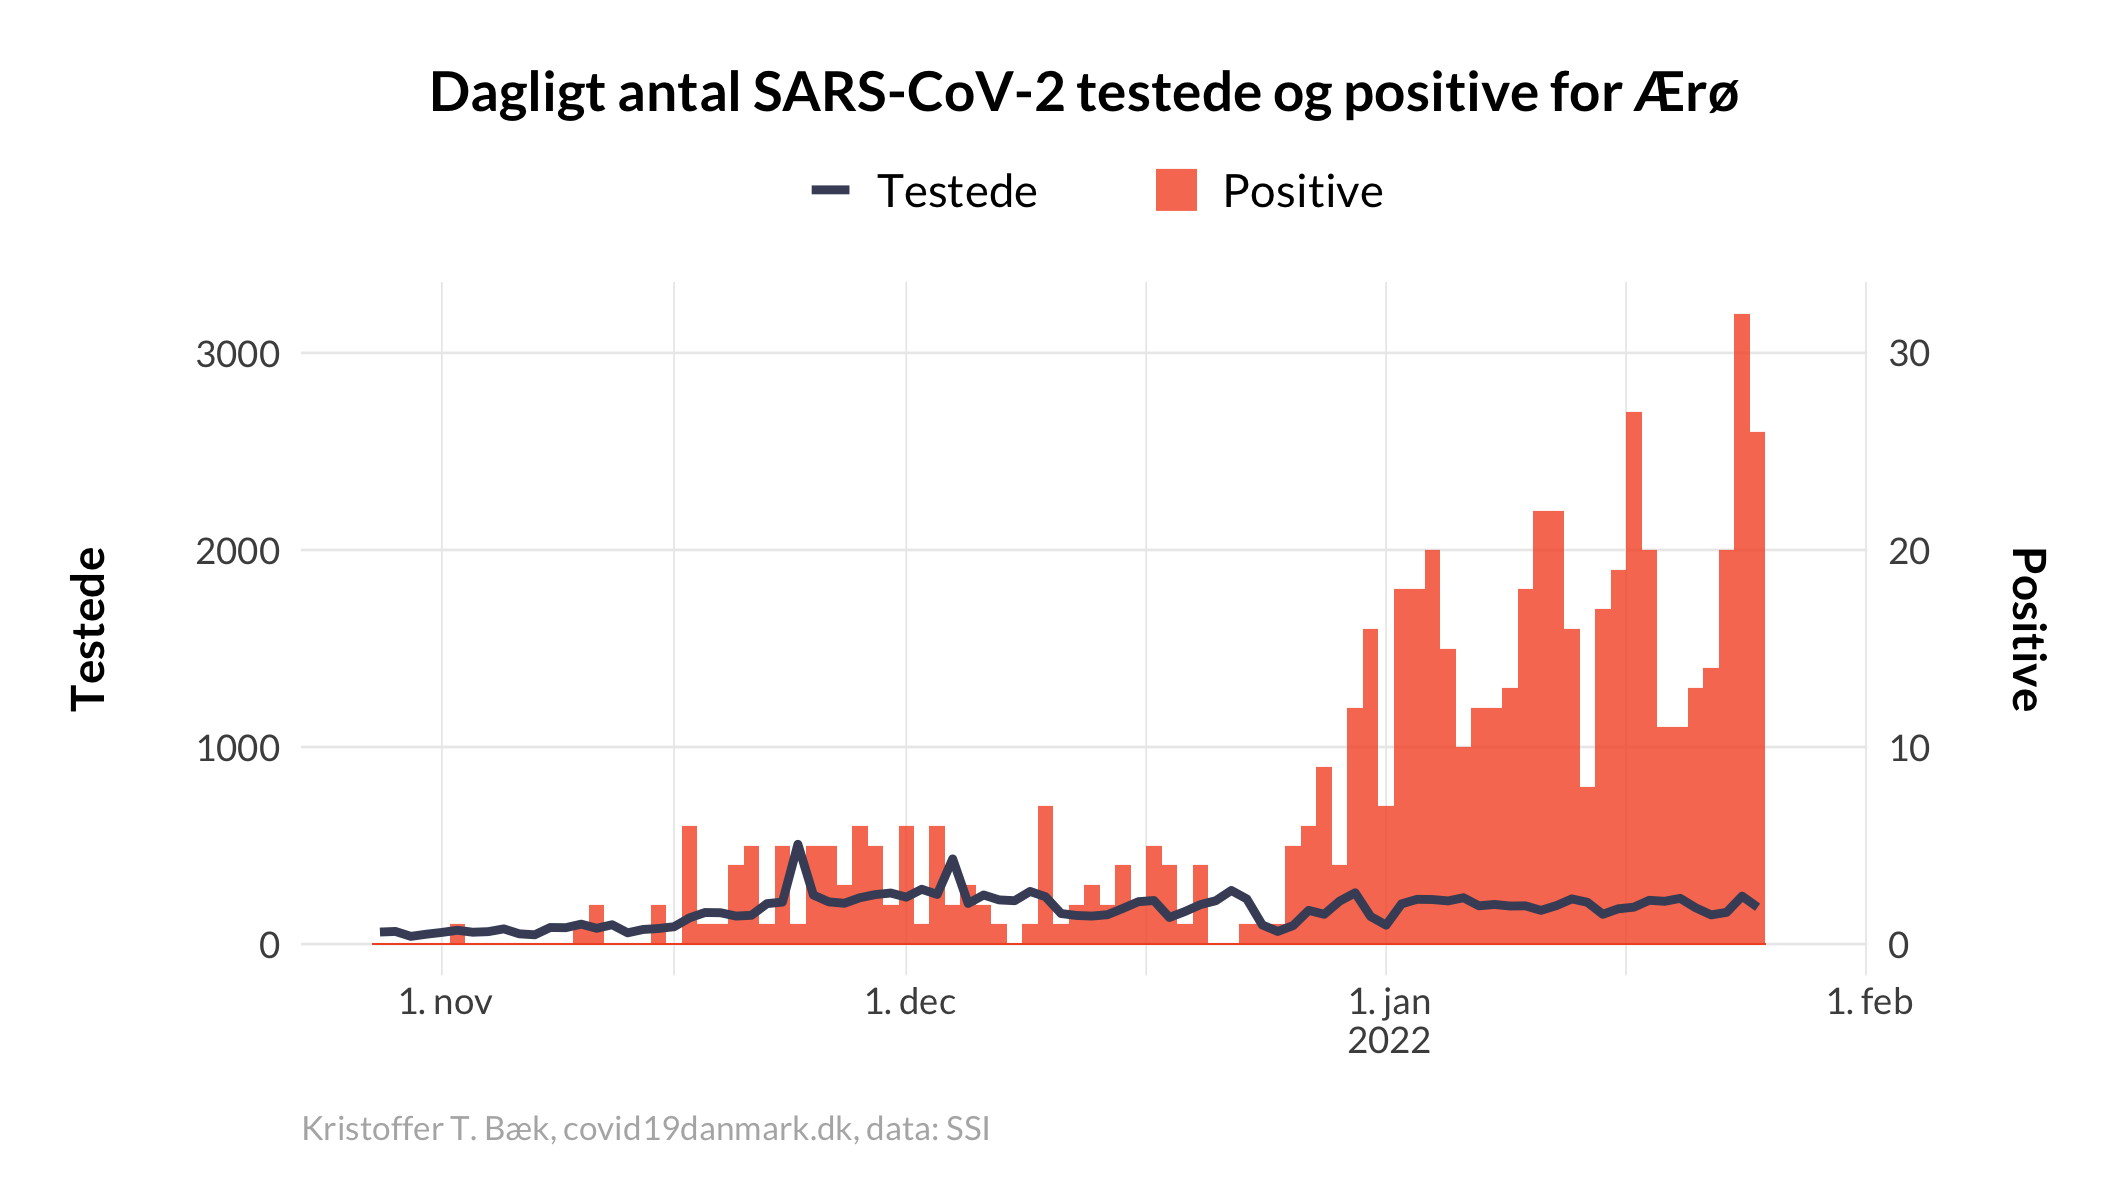 Dagligt antal SARS-CoV-2 testede og positive for Ærø
Testede
Positive
3000
2000
1000
0
30
20
10
0
Testede
Positive
1. nov
1. dec
1. jan
2022
1. feb
Kristoffer T. Bæk, covid19danmark.dk, data: SSI